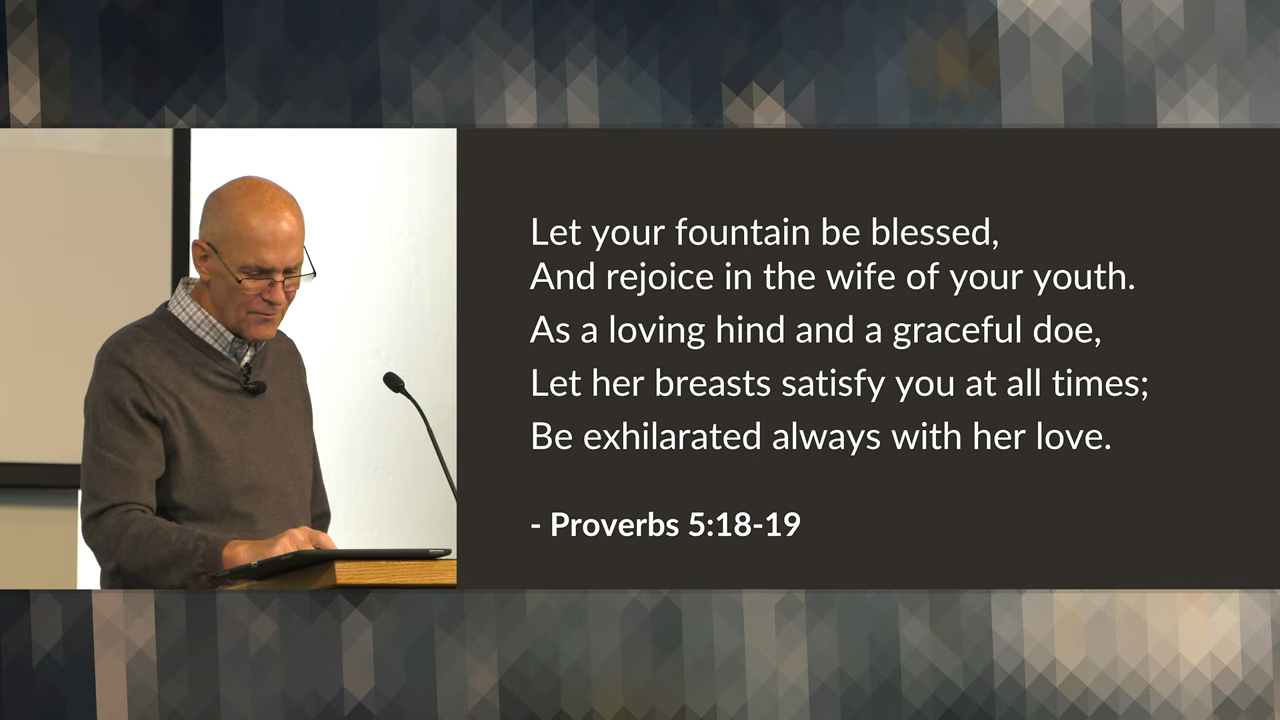 Let your fountain be blessed,
And rejoice in the wife of your youth.
As a loving hind and a graceful doe,
Let her breasts satisfy you at all times;
Be exhilarated always with her love.
- Proverbs 5:18-19